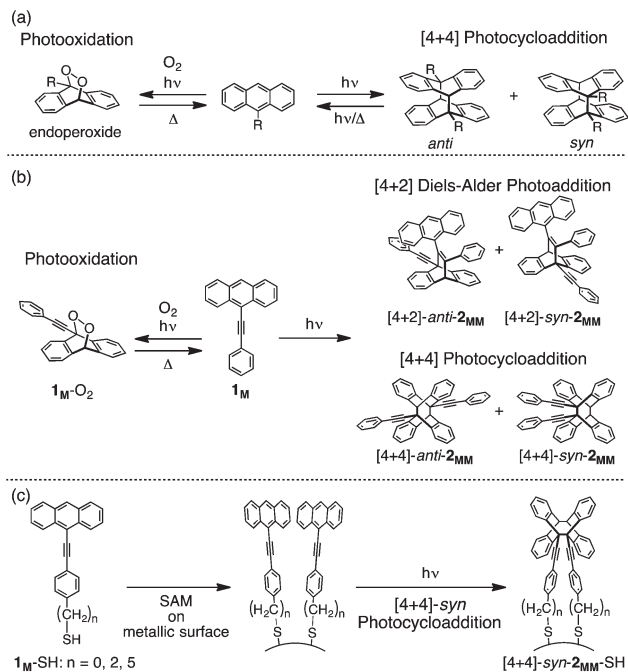 (a)
Photooxidation
[4+4] Photocycloaddition
R O O
endoperoxide
O₂
hν
Δ
R
hν
hν/Δ
R
R
anti
+
R
R
syn
(b)
[4+2] Diels-Alder Photoaddition
+
[4+2]-anti-2MM
[4+2]-syn-2MM
Photooxidation
O
O
1M-O₂
O₂
hν
Δ
1M
hν
[4+4] Photocycloaddition
+
[4+4]-anti-2MM
[4+4]-syn-2MM
(c)
(CH₂)n
SH
1M-SH: n = 0, 2, 5
SAM
on
metallic surface
(H₂C)n (CH₂)n
S S
hν
[4+4]-syn
Photocycloaddition
(H₂C)n (CH₂)n
S S
[4+4]-syn-2MM-SH